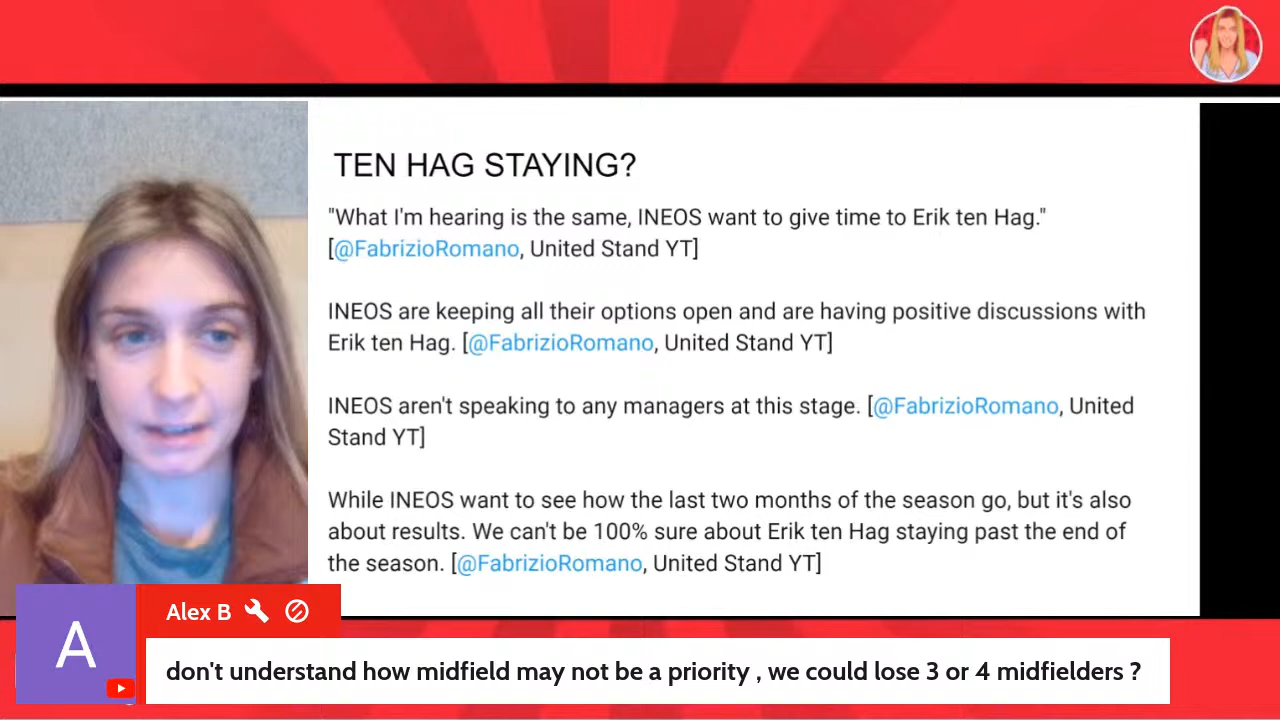 TEN HAG STAYING?
"What I'm hearing is the same, INEOS want to give time to Erik ten Hag."
[@FabrizioRomano, United Stand YT]
INEOS are keeping all their options open and are having positive discussions with
Erik ten Hag. [@FabrizioRomano, United Stand YT]
INEOS aren't speaking to any managers at this stage. [@FabrizioRomano, United
Stand YT]
While INEOS want to see how the last two months of the season go, but it's also
about results. We can't be 100% sure about Erik ten Hag staying past the end of
the season. [@FabrizioRomano, United Stand YT]
A
Alex B
don't understand how midfield may not be a priority , we could lose 3 or 4 midfielders ?